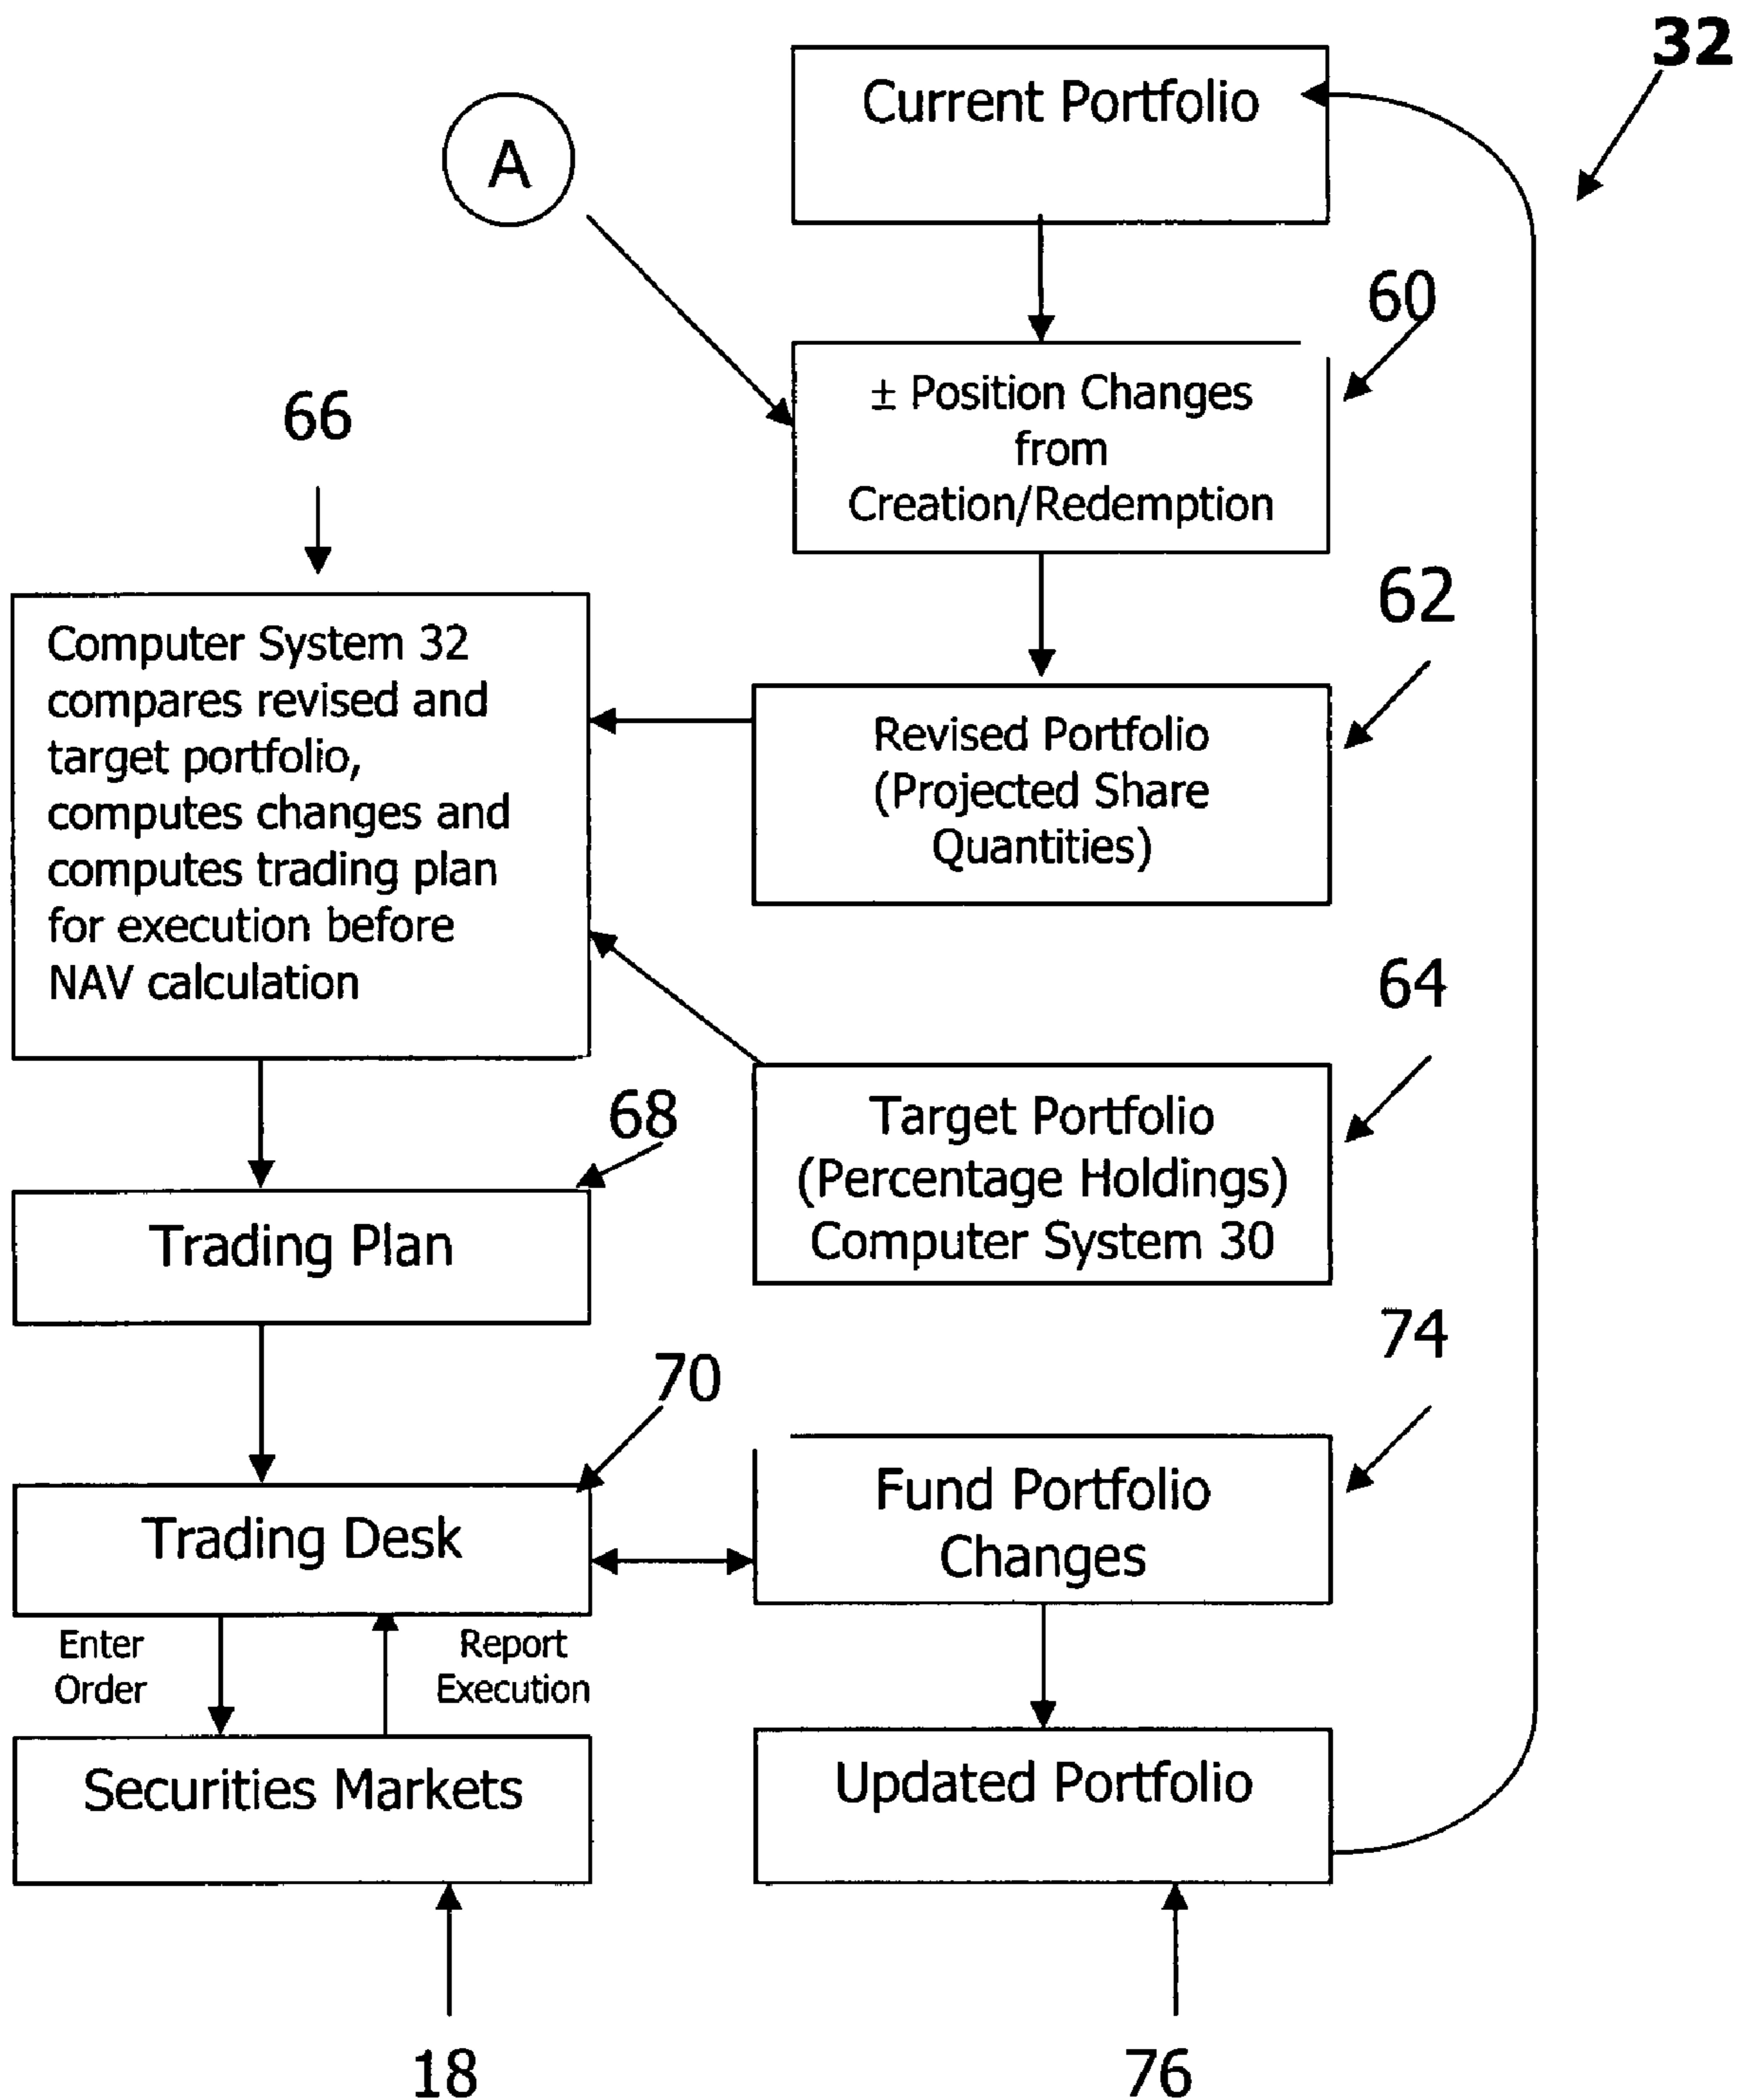 32
Current Portfolio
A
60
± Position Changes
from
Creation/Redemption
66
62
Computer System 32
compares revised and
target portfolio,
computes changes and
computes trading plan
for execution before
NAV calculation
Revised Portfolio
(Projected Share
Quantities)
64
68
Target Portfolio
(Percentage Holdings)
Computer System 30
Trading Plan
74
70
Fund Portfolio
Changes
Trading Desk
Enter
Order
Report
Execution
Securities Markets
Updated Portfolio
18
76